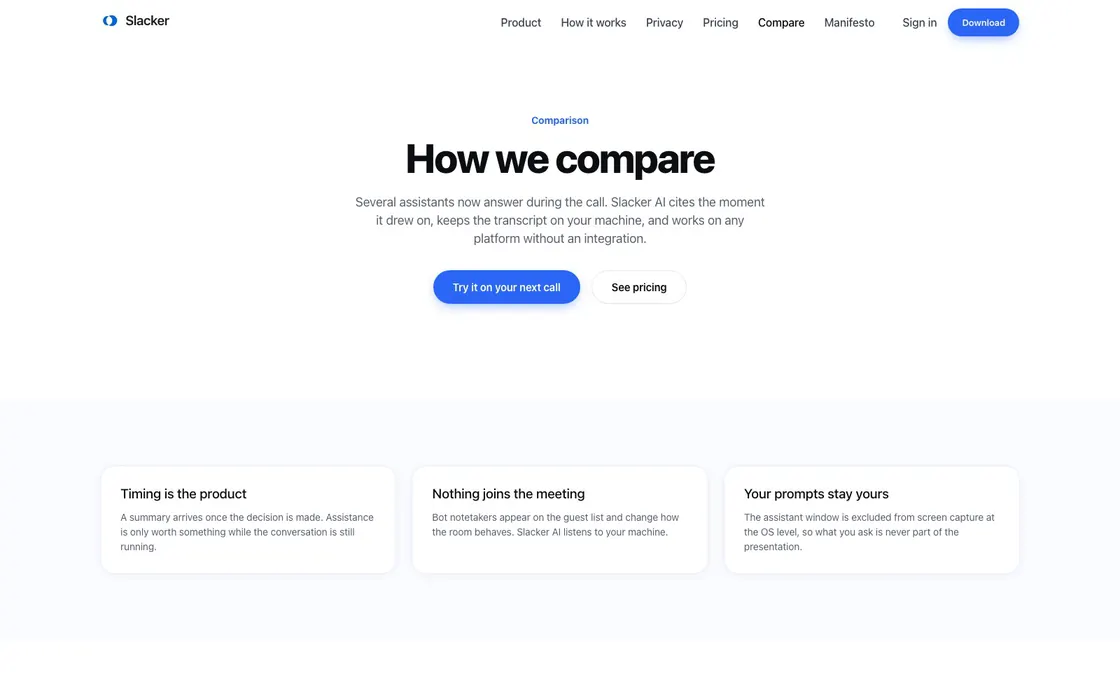 Slacker
Product
How it works
Privacy
Pricing
Compare
Manifesto
Sign in
Download
Comparison
How we compare
Several assistants now answer during the call. Slacker AI cites the moment
it drew on, keeps the transcript on your machine, and works on any
platform without an integration.
Try it on your next call
See pricing
Timing is the product
A summary arrives once the decision is made. Assistance
is only worth something while the conversation is still
running.
Nothing joins the meeting
Bot notetakers appear on the guest list and change how
the room behaves. Slacker AI listens to your machine.
Your prompts stay yours
The assistant window is excluded from screen capture at
the OS level, so what you ask is never part of the
presentation.